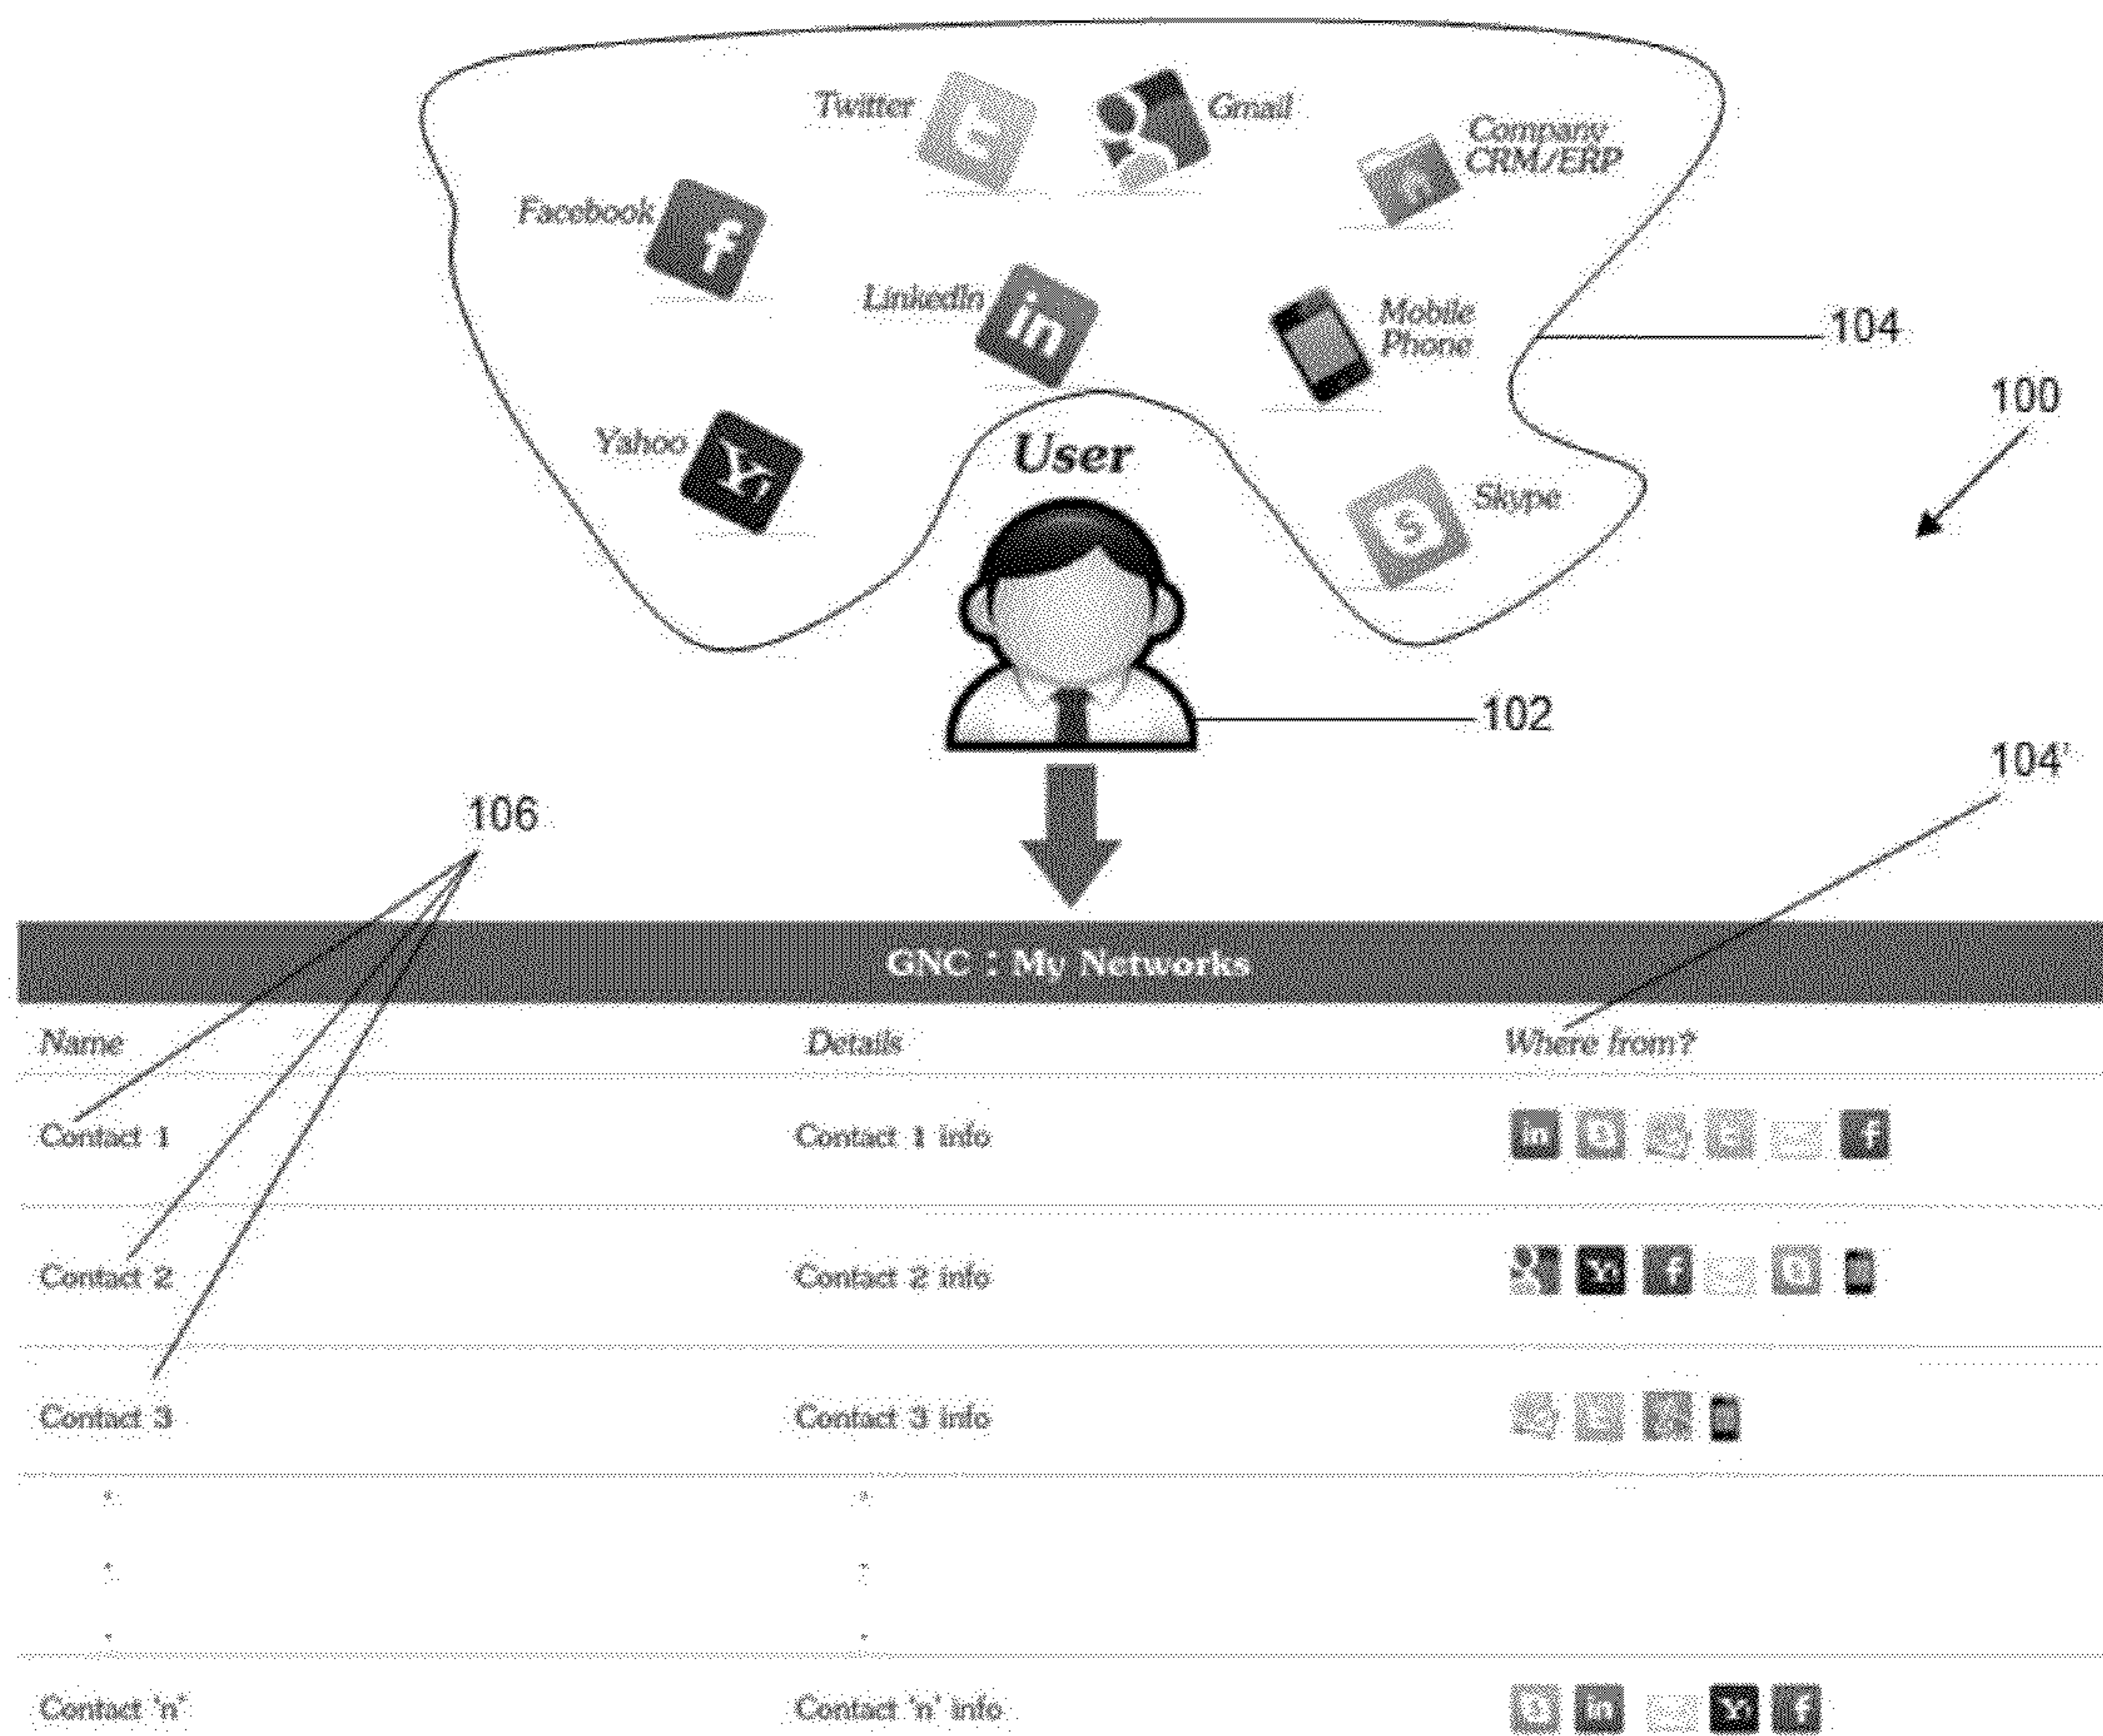 Twitter
Gmail
Company
CRM/ERP
Facebook
LinkedIn
Mobile
Phone
104
100
Yahoo
User
Skype
102
104'
106
GNC : My Networks
Name Details Where from?
Contact 1 Contact 1 info
Contact 2 Contact 2 info
Contact 3 Contact 3 info
Contact 'n' Contact 'n' info